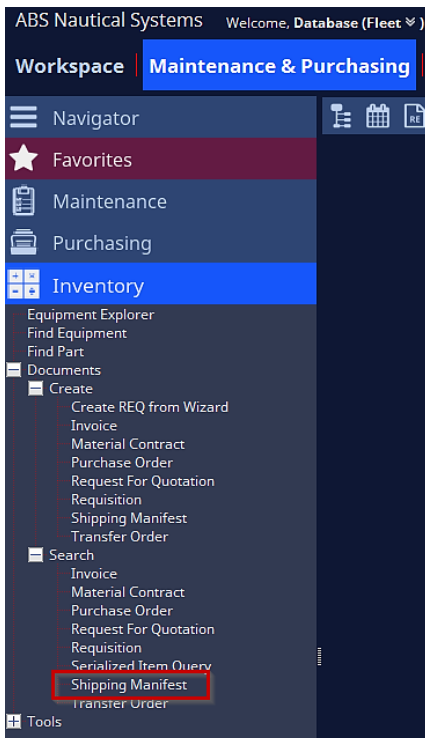 ABS Nautical Systems Welcome, Database (Fleet ¥)
Workspace Maintenance & Purchasing
Navigator
RE
Favorites
Maintenance
Purchasing
Inventory
Equipment Explorer
Find Equipment
Find Part
Documents
Create
Create REQ from Wizard
Invoice
Material Contract
Purchase Order
Request For Quotation
Requisition
Shipping Manifest
Transfer Order
Search
Invoice
Material Contract
Purchase Order
Request For Quotation
Requisition
Serialized Item Query
Shipping Manifest
Transfer Order
Tools